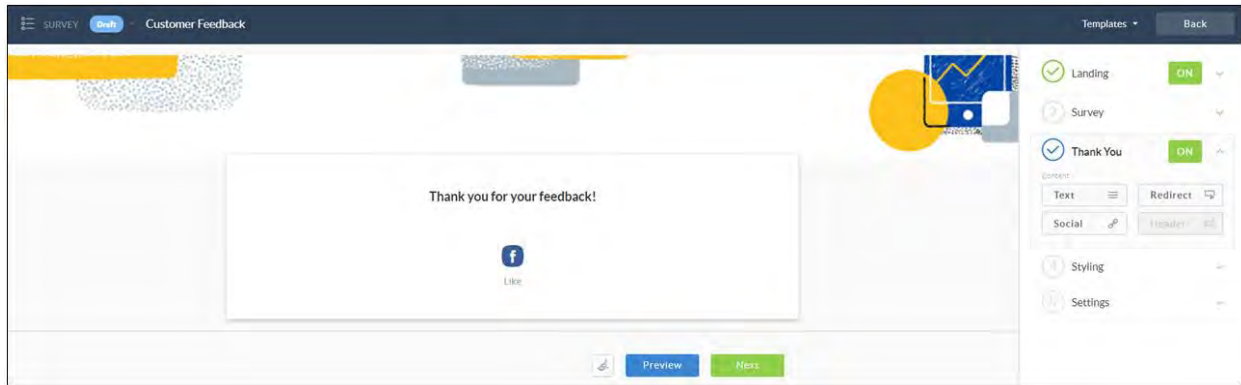 SURVEY Draft Customer Feedback
Templates Back
Landing ON
Survey
Thank You ON
Content
Text Redirect
Social Header
Thank you for your feedback!
f
Like
Styling
Settings
Preview Next